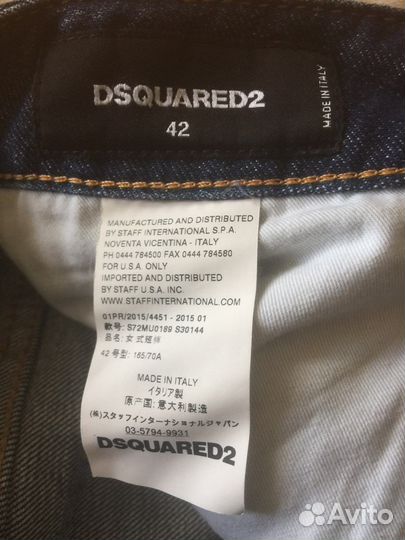 DSQUARED2
42
MADE IN ITALY
MANUFACTURED AND DISTRIBUTED
BY STAFF INTERNATIONAL S.P.A.
NOVENTA VICENTINA - ITALY
PH 0444 784500 FAX 0444 784580
FOR U.S.A. ONLY
IMPORTED AND DISTRIBUTED
BY STAFF U.S.A. INC.
WWW.STAFFINTERNATIONAL.COM
01PR/2015/4451 - 2015 01
款号: S72MU0189 S30144
品名: 女式短裤
42 号型: 165/70A
MADE IN ITALY
イタリア製
原产国: 意大利製造
(株)スタッフインターナショナルジャパン
03-5794-9931
DSQUARED2
Avito